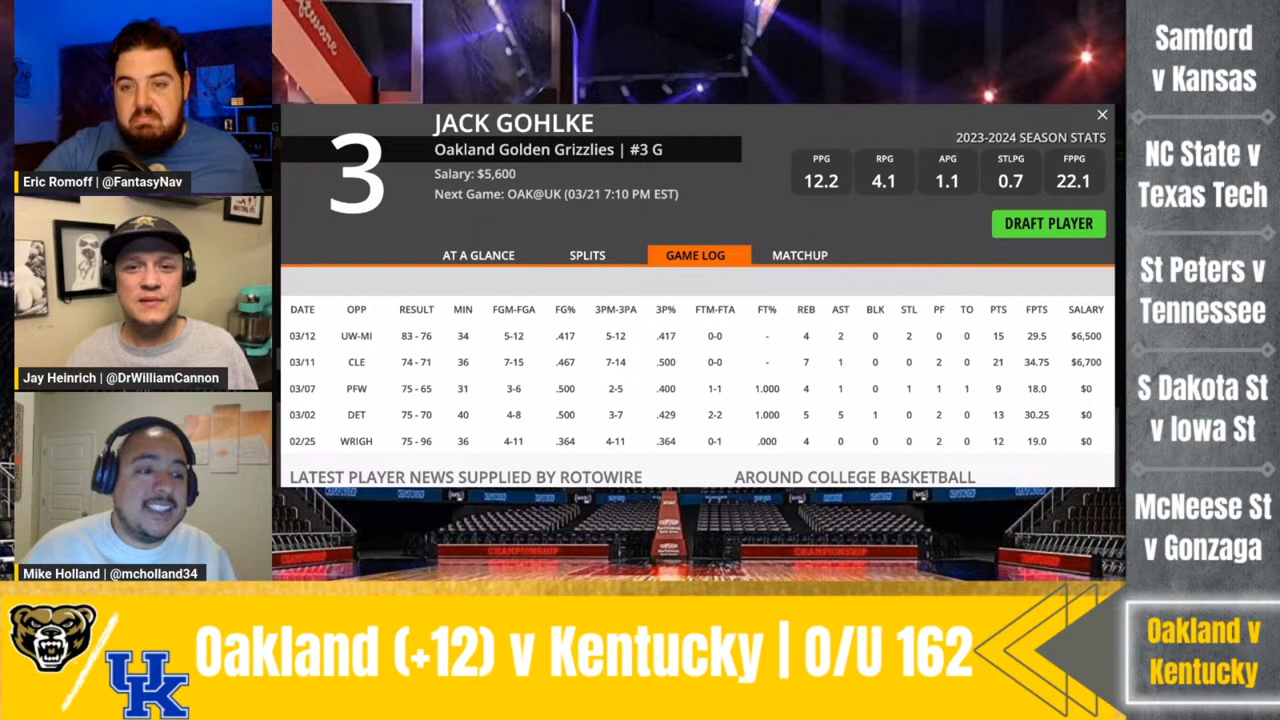 Eric Romoff | @FantasyNav
Jay Heinrich | @DrWilliamCannon
Mike Holland | @mcholland34
3
JACK GOHLKE
Oakland Golden Grizzlies | #3 G
Salary: $5,600
Next Game: OAK@UK (03/21 7:10 PM EST)
2023-2024 SEASON STATS
PPG RPG APG STLPG FPPG
12.2 4.1 1.1 0.7 22.1
DRAFT PLAYER
AT A GLANCE SPLITS GAME LOG MATCHUP
DATE OPP RESULT MIN FGM-FGA FG% 3PM-3PA 3P% FTM-FTA FT% REB AST BLK STL PF TO PTS FPTS SALARY
03/12 UW-MI 83 - 76 34 5-12 .417 5-12 .417 0-0 - 4 2 0 2 0 0 15 29.5 $6,500
03/11 CLE 74 - 71 36 7-15 .467 7-14 .500 0-0 - 7 1 0 0 2 0 21 34.75 $6,700
03/07 PFW 75 - 65 31 3-6 .500 2-5 .400 1-1 1.000 4 1 0 1 1 1 9 18.0 $0
03/02 DET 75 - 70 40 4-8 .500 3-7 .429 2-2 1.000 5 5 1 0 2 0 13 30.25 $0
02/25 WRIGH 75 - 96 36 4-11 .364 4-11 .364 0-1 .000 4 0 0 0 2 0 12 19.0 $0
LATEST PLAYER NEWS SUPPLIED BY ROTOWIRE AROUND COLLEGE BASKETBALL
CHAMPIONSHIP
CHAMPIONSHIP
CHAMPIONSHIP
UK
Oakland (+12) v Kentucky | O/U 162
Samford
v Kansas
NC State v
Texas Tech
St Peters v
Tennessee
S Dakota St
v Iowa St
McNeese St
v Gonzaga
Oakland v
Kentucky